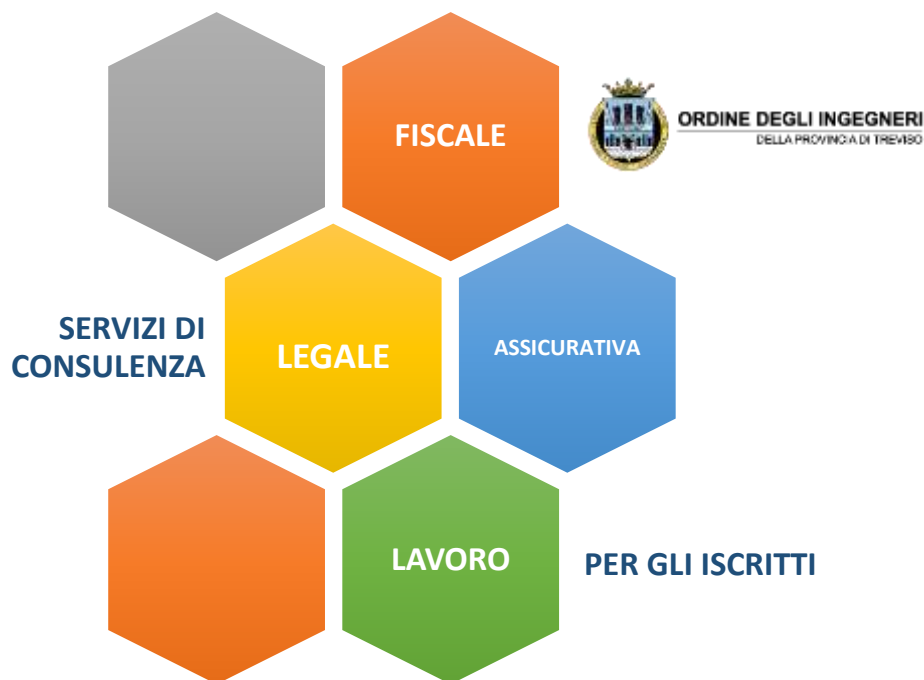 FISCALE
ORDINE DEGLI INGEGNERI
DELLA PROVINCIA DI TREVISO
SERVIZI DI
CONSULENZA
LEGALE
ASSICURATIVA
LAVORO
PER GLI ISCRITTI